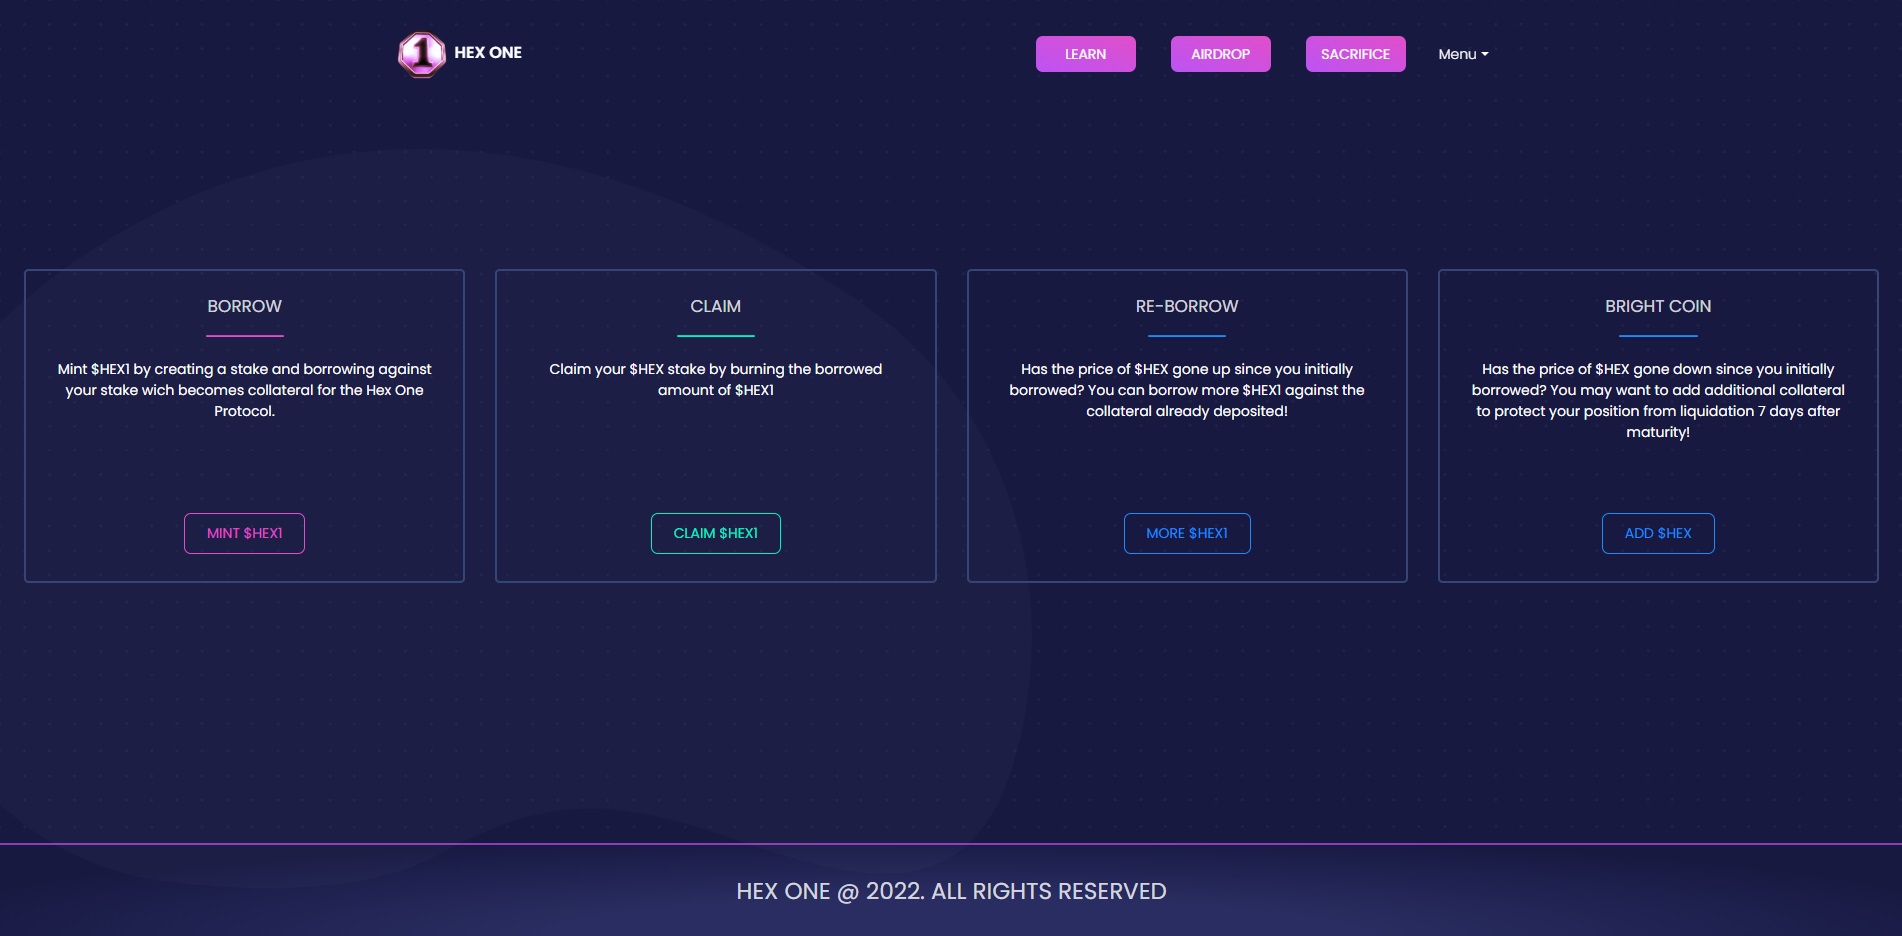 1 HEX ONE
LEARN
AIRDROP
SACRIFICE
Menu
BORROW
Mint $HEX1 by creating a stake and borrowing against
your stake wich becomes collateral for the Hex One
Protocol.
MINT $HEX1
CLAIM
Claim your $HEX stake by burning the borrowed
amount of $HEX1
CLAIM $HEX1
RE-BORROW
Has the price of $HEX gone up since you initially
borrowed? You can borrow more $HEX1 against the
collateral already deposited!
MORE $HEX1
BRIGHT COIN
Has the price of $HEX gone down since you initially
borrowed? You may want to add additional collateral
to protect your position from liquidation 7 days after
maturity!
ADD $HEX
HEX ONE @ 2022. ALL RIGHTS RESERVED